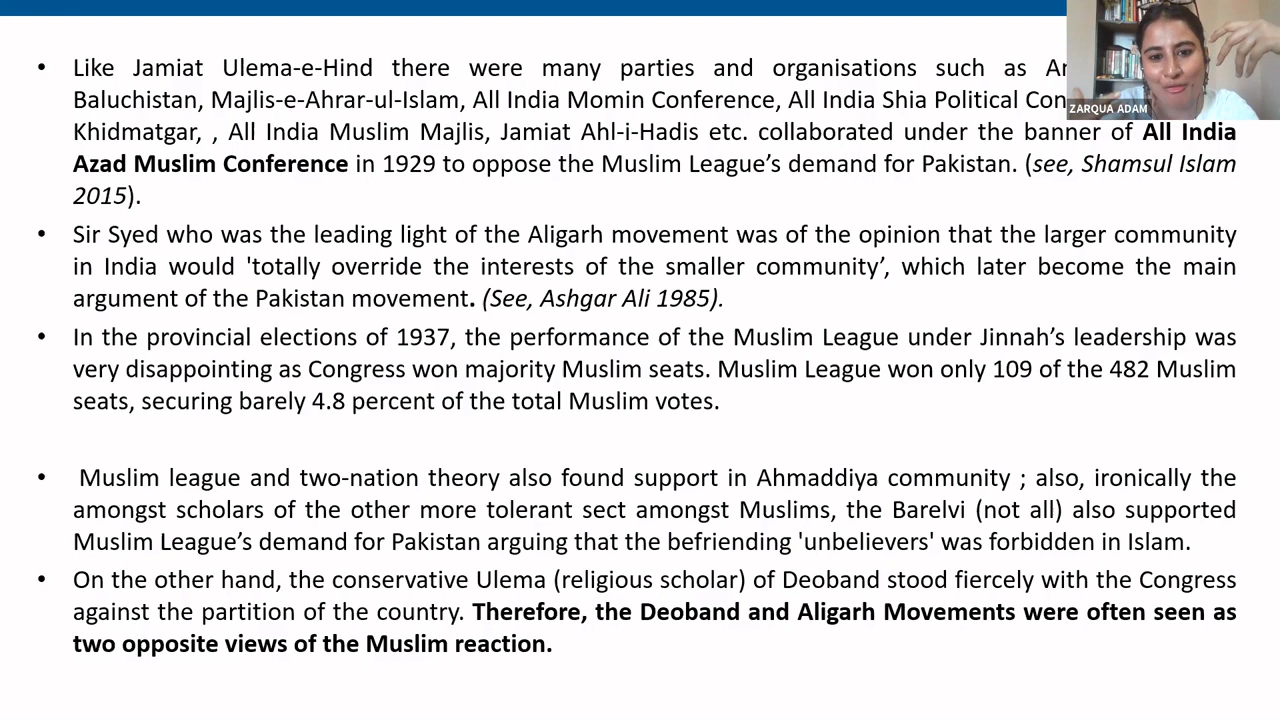 • Like Jamiat Ulema-e-Hind there were many parties and organisations such as
Baluchistan, Majlis-e-Ahrar-ul-Islam, All India Momin Conference, All India Shia Political
Khidmatgar, , All India Muslim Majlis, Jamiat Ahl-i-Hadis etc. collaborated under the banner of All India
Azad Muslim Conference in 1929 to oppose the Muslim League’s demand for Pakistan. (see, Shamsul Islam
2015).
• Sir Syed who was the leading light of the Aligarh movement was of the opinion that the larger community
in India would 'totally override the interests of the smaller community’, which later become the main
argument of the Pakistan movement. (See, Ashgar Ali 1985).
• In the provincial elections of 1937, the performance of the Muslim League under Jinnah’s leadership was
very disappointing as Congress won majority Muslim seats. Muslim League won only 109 of the 482 Muslim
seats, securing barely 4.8 percent of the total Muslim votes.
• Muslim league and two-nation theory also found support in Ahmaddiya community ; also, ironically the
amongst scholars of the other more tolerant sect amongst Muslims, the Barelvi (not all) also supported
Muslim League’s demand for Pakistan arguing that the befriending 'unbelievers' was forbidden in Islam.
• On the other hand, the conservative Ulema (religious scholar) of Deoband stood fiercely with the Congress
against the partition of the country. Therefore, the Deoband and Aligarh Movements were often seen as
two opposite views of the Muslim reaction.
ZARQUA ADAM